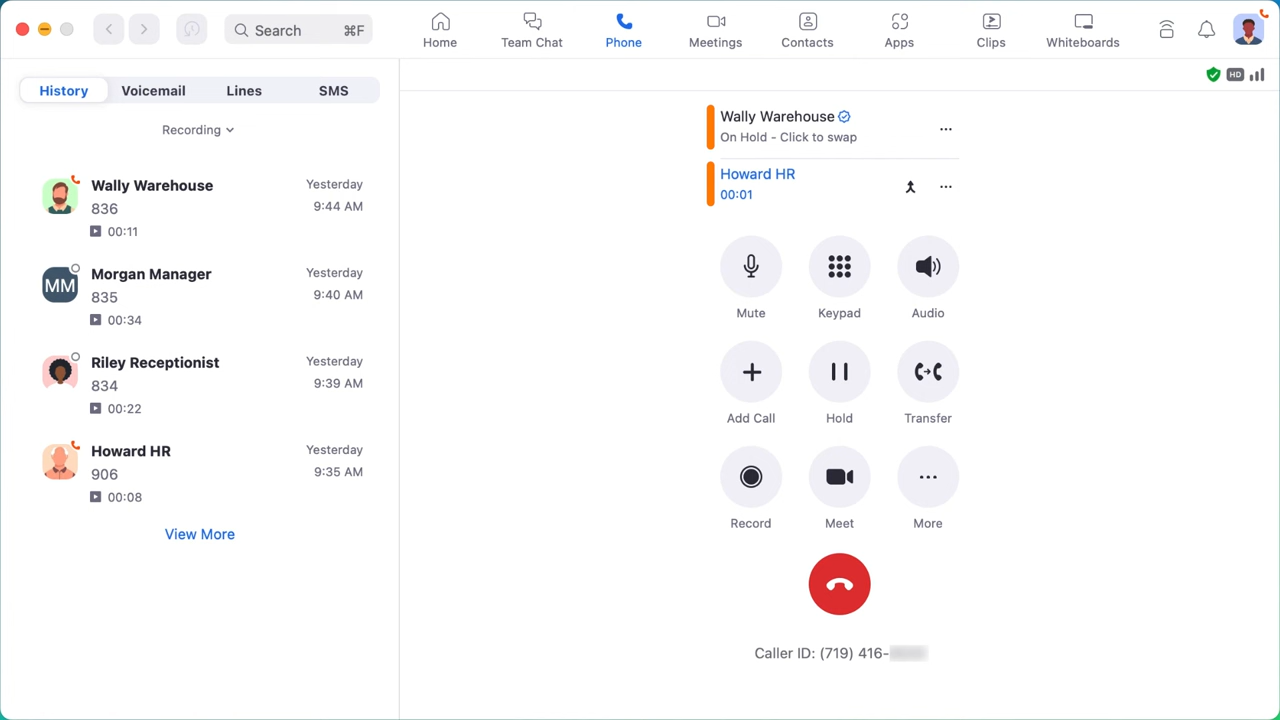 Search ⌘F
Home
Team Chat
Phone
Meetings
Contacts
Apps
Clips
Whiteboards
History
Voicemail
Lines
SMS
HD
Recording
Wally Warehouse
Yesterday
836
9:44 AM
00:11
MM
Morgan Manager
Yesterday
835
9:40 AM
00:34
Riley Receptionist
Yesterday
834
9:39 AM
00:22
Howard HR
Yesterday
906
9:35 AM
00:08
View More
Wally Warehouse
On Hold - Click to swap
Howard HR
00:01
Mute
Keypad
Audio
Add Call
Hold
Transfer
Record
Meet
More
Caller ID: (719) 416-